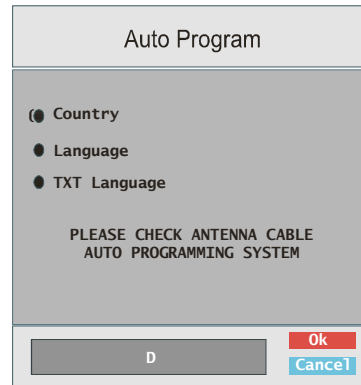 Auto Program
Country
Language
TXT Language
PLEASE CHECK ANTENNA CABLE
AUTO PROGRAMMING SYSTEM
D
Ok
Cancel